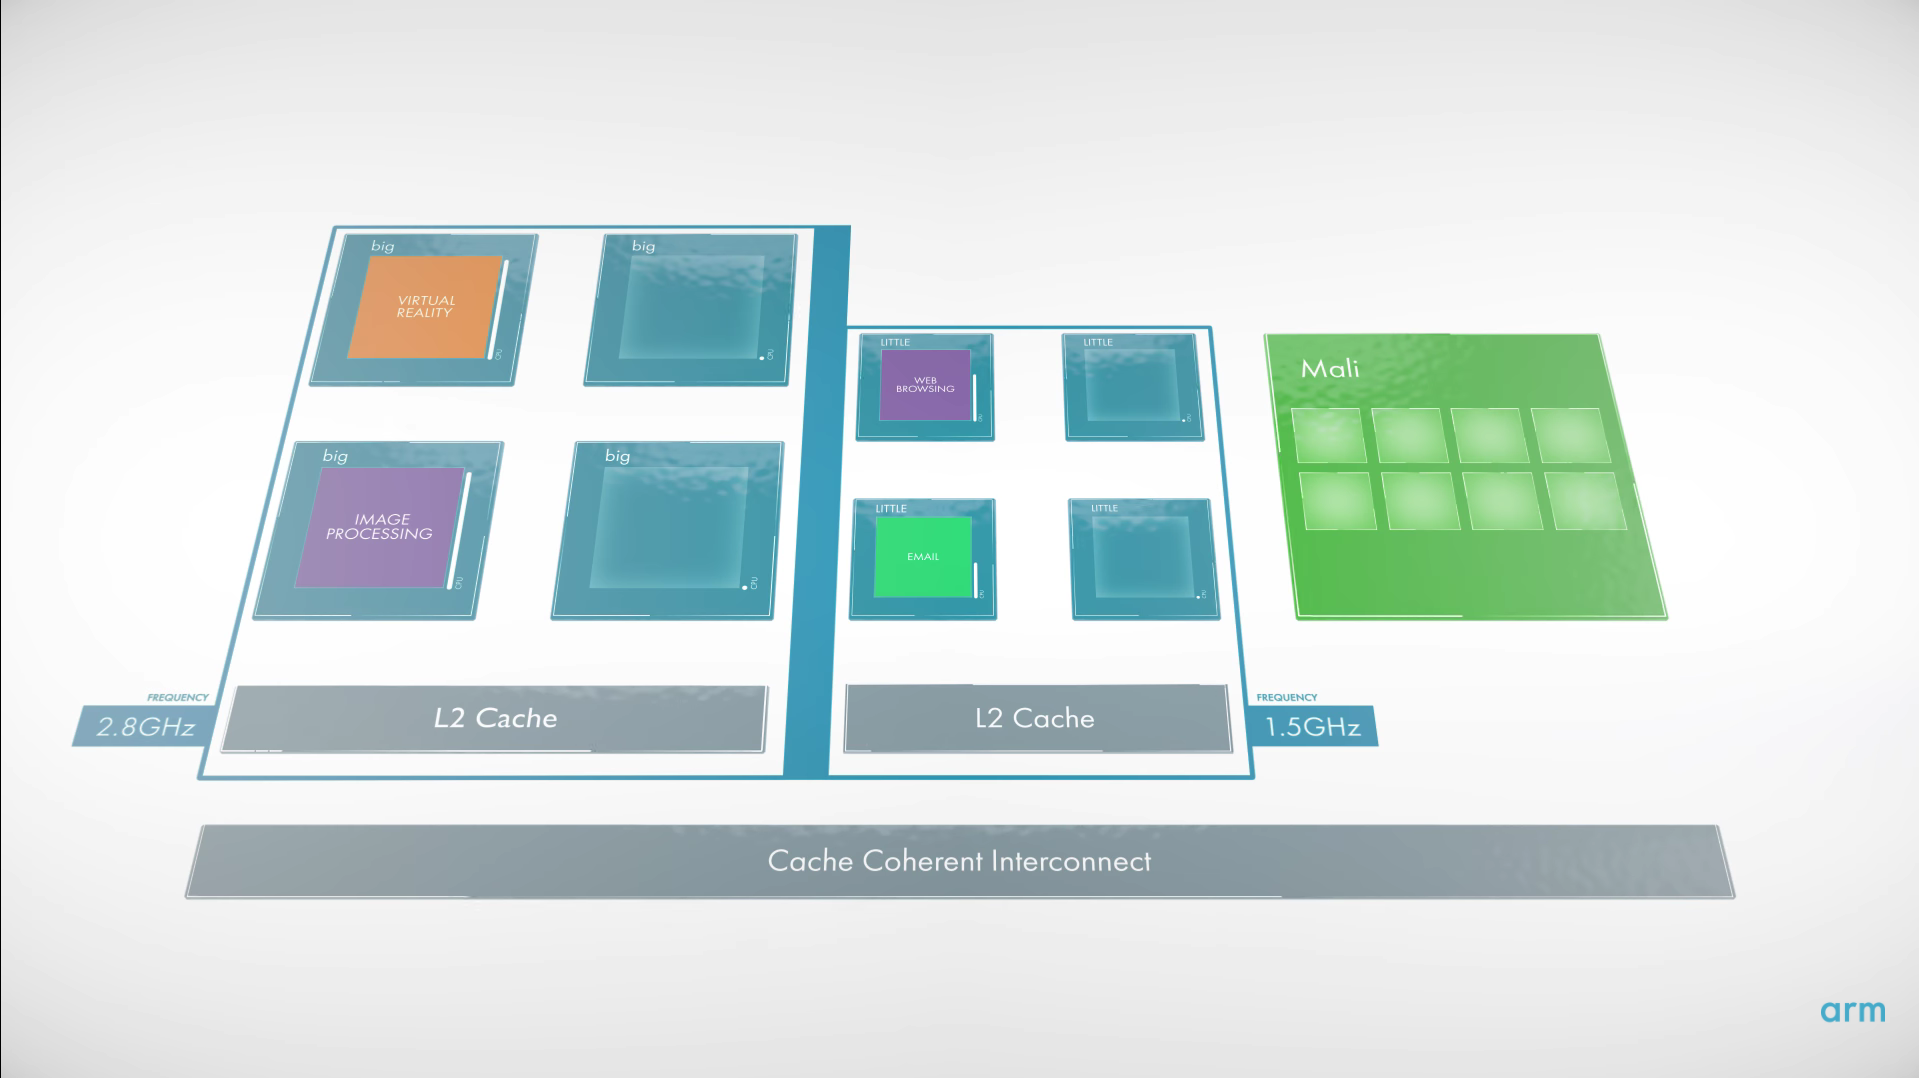 big
VIRTUAL
REALITY
CPU
big
CPU
big
IMAGE
PROCESSING
CPU
big
CPU
LITTLE
WEB
BROWSING
CPU
LITTLE
CPU
LITTLE
EMAIL
CPU
LITTLE
CPU
Mali
FREQUENCY
2.8GHz
L2 Cache
L2 Cache
FREQUENCY
1.5GHz
Cache Coherent Interconnect
arm